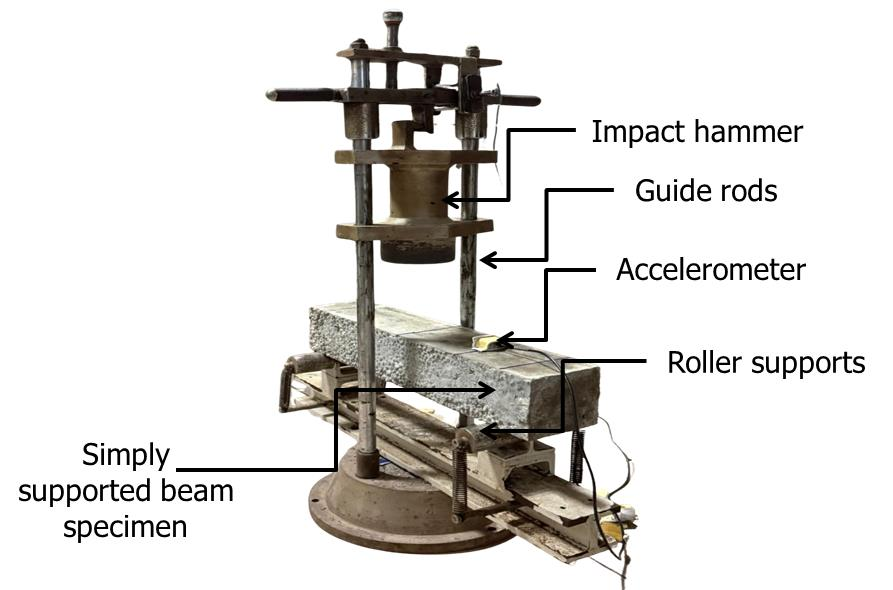 Impact hammer
Guide rods
Accelerometer
Roller supports
Simply
supported beam
specimen